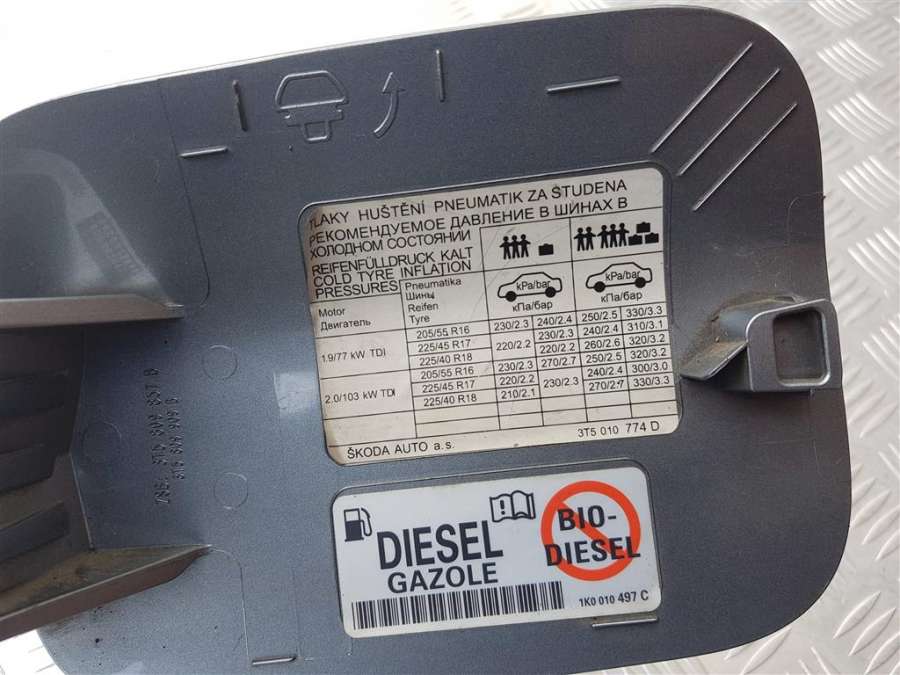 TLAKY HUŠTĚNÍ PNEUMATIK ZA STUDENA
РЕКОМЕНДУЕМОЕ ДАВЛЕНИЕ В ШИНАХ В
ХОЛОДНОМ СОСТОЯНИИ
REIFENFÜLLDRUCK KALT
COLD TYRE INFLATION
PRESSURES
kPa/bar kPa/bar
кПа/бар кПа/бар
Motor
Двигатель
Pneumatika
Шины
Reifen
Tyre
205/55 R16 230/2.3 240/2.4 250/2.5 330/3.3
1.9/77 kW TDI 225/45 R17 220/2.2 230/2.3 240/2.4 310/3.1
225/40 R18 220/2.2 260/2.6 320/3.2
205/55 R16 230/2.3 270/2.7 250/2.5 320/3.2
2.0/103 kW TDI 225/45 R17 220/2.2 230/2.3 240/2.4 300/3.0
225/40 R18 210/2.1 270/2.7 330/3.3
ŠKODA AUTO a.s. 3T5 010 774 D
DIESEL
GAZOLE
BIO-
DIESEL
1K0 010 497 C